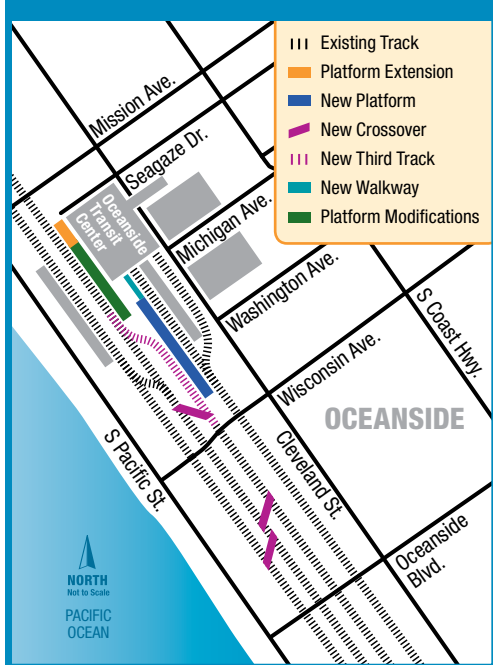 Existing Track
Platform Extension
New Platform
New Crossover
New Third Track
New Walkway
Platform Modifications
Mission Ave.
Seagaze Dr.
Oceanside
Transit
Center
Michigan Ave.
Washington Ave.
S Coast Hwy.
Wisconsin Ave.
OCEANSIDE
S Pacific St.
Cleveland St.
Oceanside
Blvd.
NORTH
Not to Scale
PACIFIC
OCEAN